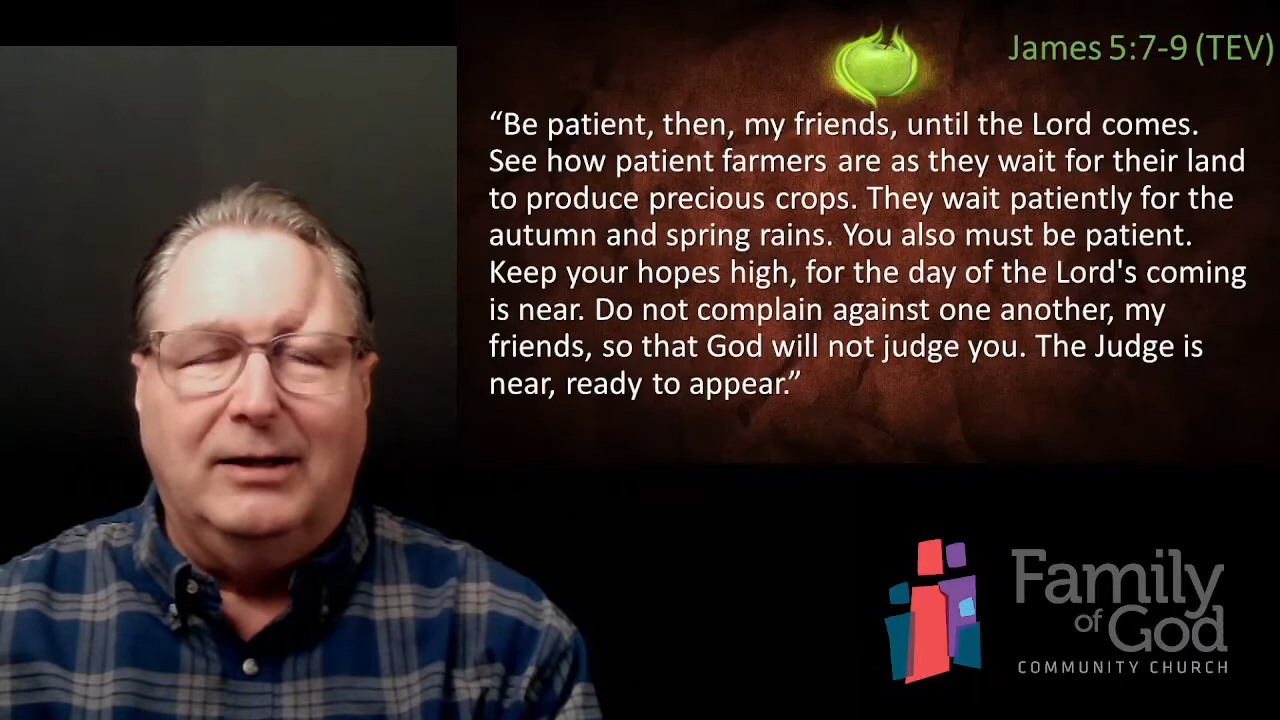 James 5:7-9 (TEV)
“Be patient, then, my friends, until the Lord comes.
See how patient farmers are as they wait for their land
to produce precious crops. They wait patiently for the
autumn and spring rains. You also must be patient.
Keep your hopes high, for the day of the Lord's coming
is near. Do not complain against one another, my
friends, so that God will not judge you. The Judge is
near, ready to appear.”
Family
of God
COMMUNITY CHURCH